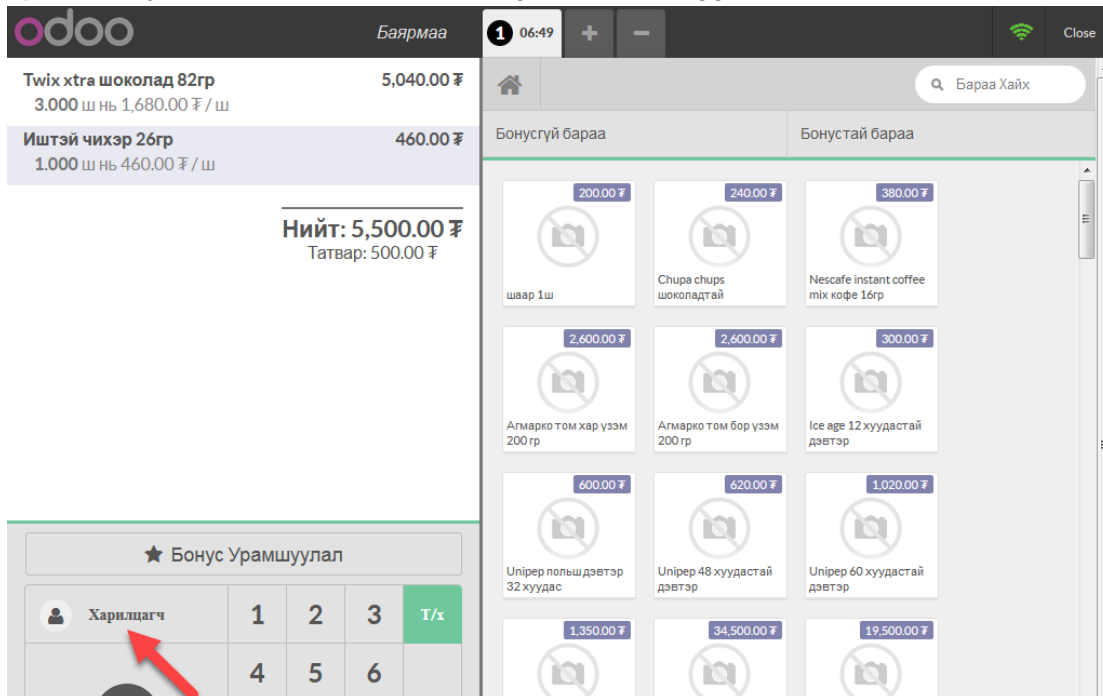 odoo
Баярмаа
1 06:49
Close
Twix xtra шоколад 82гр 5,040.00 ₮
3.000 ш нь 1,680.00 ₮ / ш
Иштэй чихэр 26гр 460.00 ₮
1.000 ш нь 460.00 ₮ / ш
Нийт: 5,500.00 ₮
Татвар: 500.00 ₮
Бонус Урамшуулал
Харилцагч
1 2 3 Т/х
4 5 6
Бараа Хайх
Бонусгүй бараа Бонустай бараа
200.00 ₮
шаар 1ш
240.00 ₮
Chupa chups
шоколадтай
380.00 ₮
Nescafe instant coffee
mix кофе 16гр
2,600.00 ₮
Агмарко том хар үзэм
200 гр
2,600.00 ₮
Агмарко том бор үзэм
200 гр
300.00 ₮
Ice age 12 хуудастай
дэвтэр
600.00 ₮
Unipep польш дэвтэр
32 хуудас
620.00 ₮
Unipep 48 хуудастай
дэвтэр
1,020.00 ₮
Unipep 60 хуудастай
дэвтэр
1,350.00 ₮
34,500.00 ₮
19,500.00 ₮